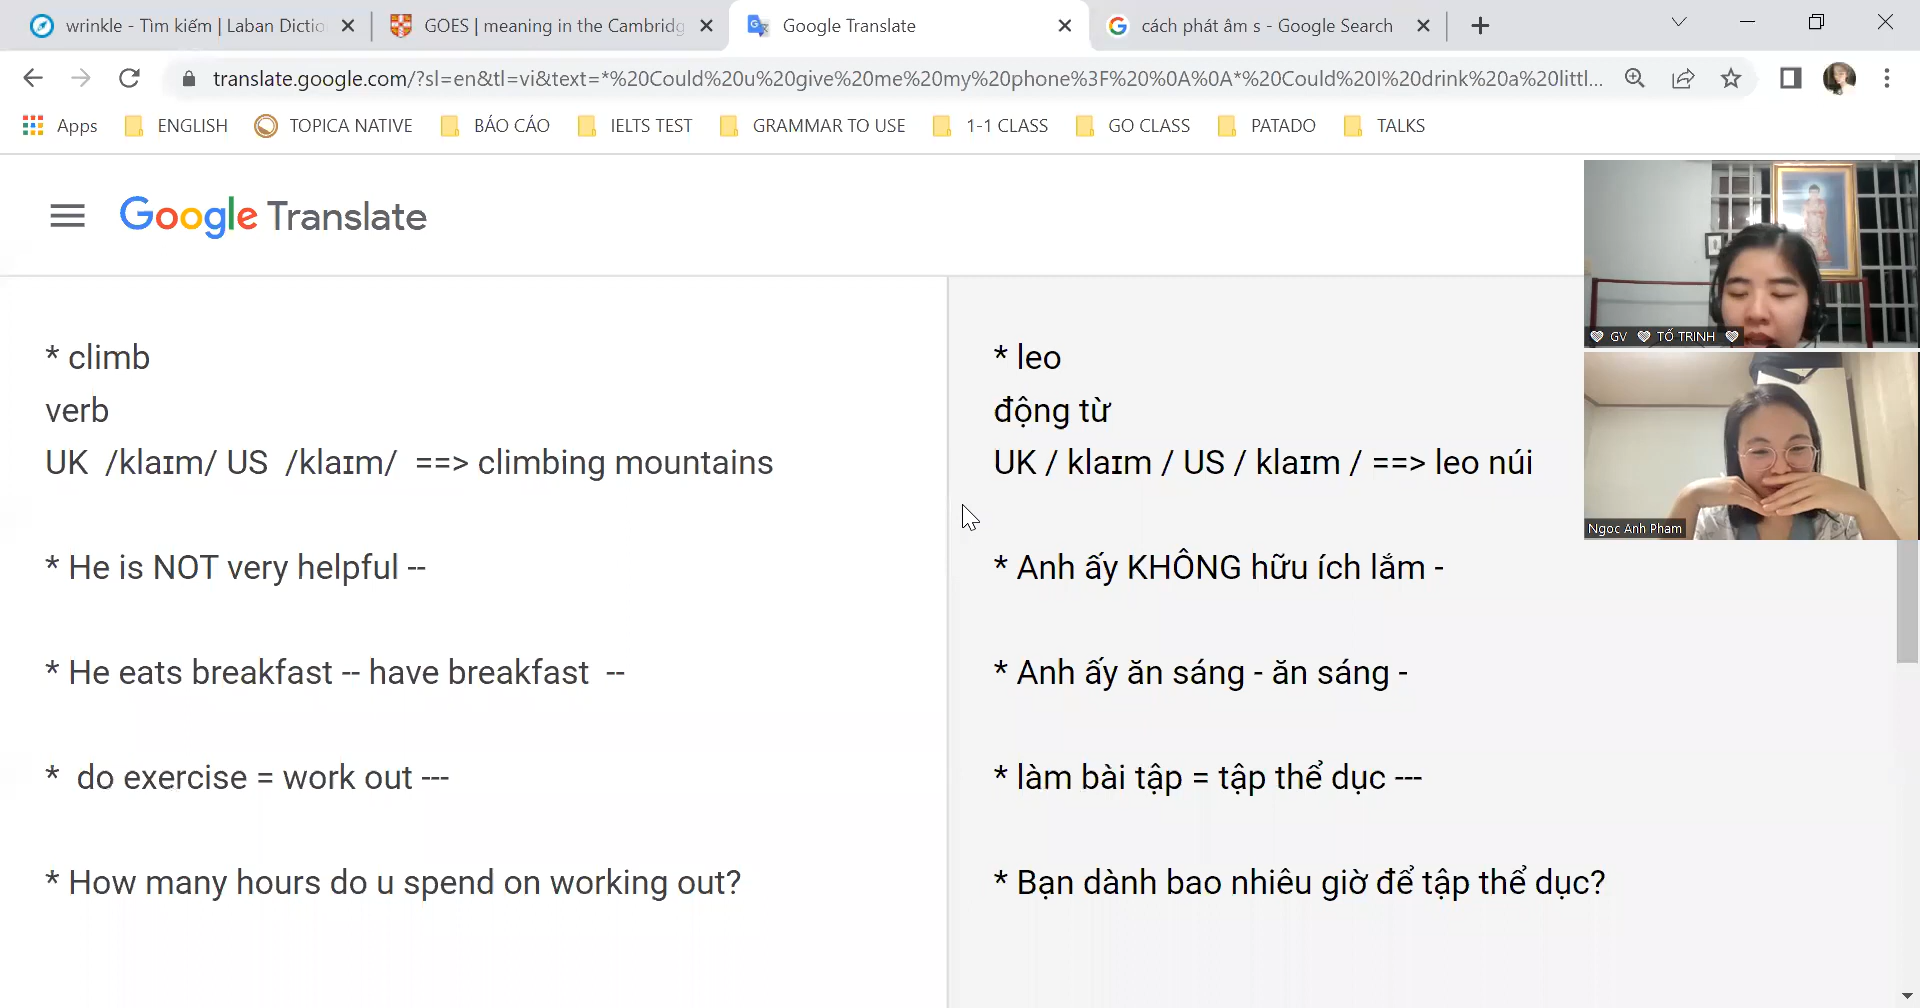 wrinkle - Tìm kiếm | Laban Dictio
GOES | meaning in the Cambridg
Google Translate
cách phát âm s - Google Search
translate.google.com/?sl=en&tl=vi&text=*%20Could%20u%20give%20me%20my%20phone%3F%20%0A%0A*%20Could%20I%20drink%20a%20littl...
Apps
ENGLISH
TOPICA NATIVE
BÁO CÁO
IELTS TEST
GRAMMAR TO USE
1-1 CLASS
GO CLASS
PATADO
TALKS
Google Translate
GV TỐ TRINH
Ngoc Anh Pham
* climb
verb
UK /klaɪm/ US /klaɪm/ ==> climbing mountains
* He is NOT very helpful --
* He eats breakfast -- have breakfast --
* do exercise = work out ---
* How many hours do u spend on working out?
* leo
động từ
UK / klaɪm / US / klaɪm / ==> leo núi
* Anh ấy KHÔNG hữu ích lắm -
* Anh ấy ăn sáng - ăn sáng -
* làm bài tập = tập thể dục ---
* Bạn dành bao nhiêu giờ để tập thể dục?